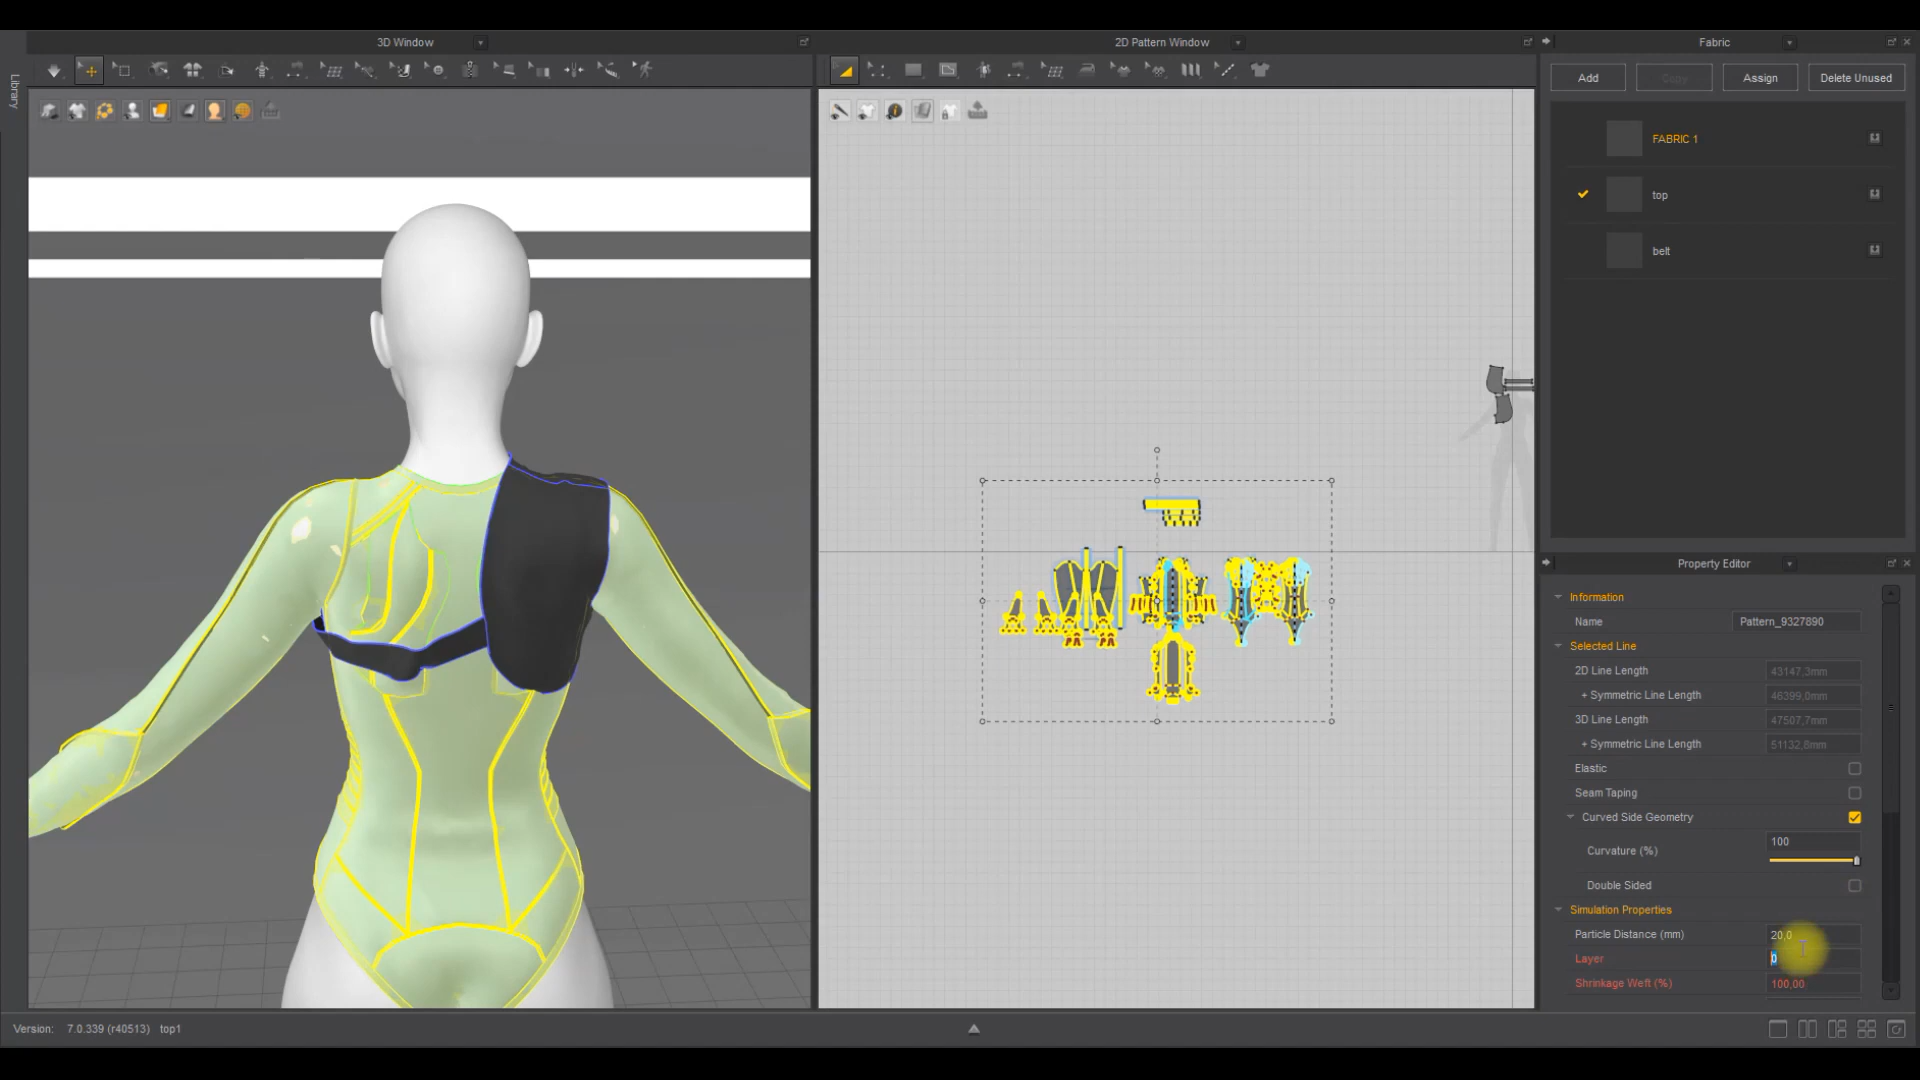 3D Window
2D Pattern Window
Fabric
Library
Add
Copy
Assign
Delete Unused
FABRIC 1
top
belt
Property Editor
Information
Name
Pattern_9327890
Selected Line
2D Line Length
43147,3mm
+ Symmetric Line Length
46399,0mm
3D Line Length
47507,7mm
+ Symmetric Line Length
51132,8mm
Elastic
Seam Taping
Curved Side Geometry
100
Curvature (%)
Double Sided
Simulation Properties
Particle Distance (mm)
20,0
Layer
0
Shrinkage Weft (%)
100,00
Version: 7.0.339 (r40513) top1